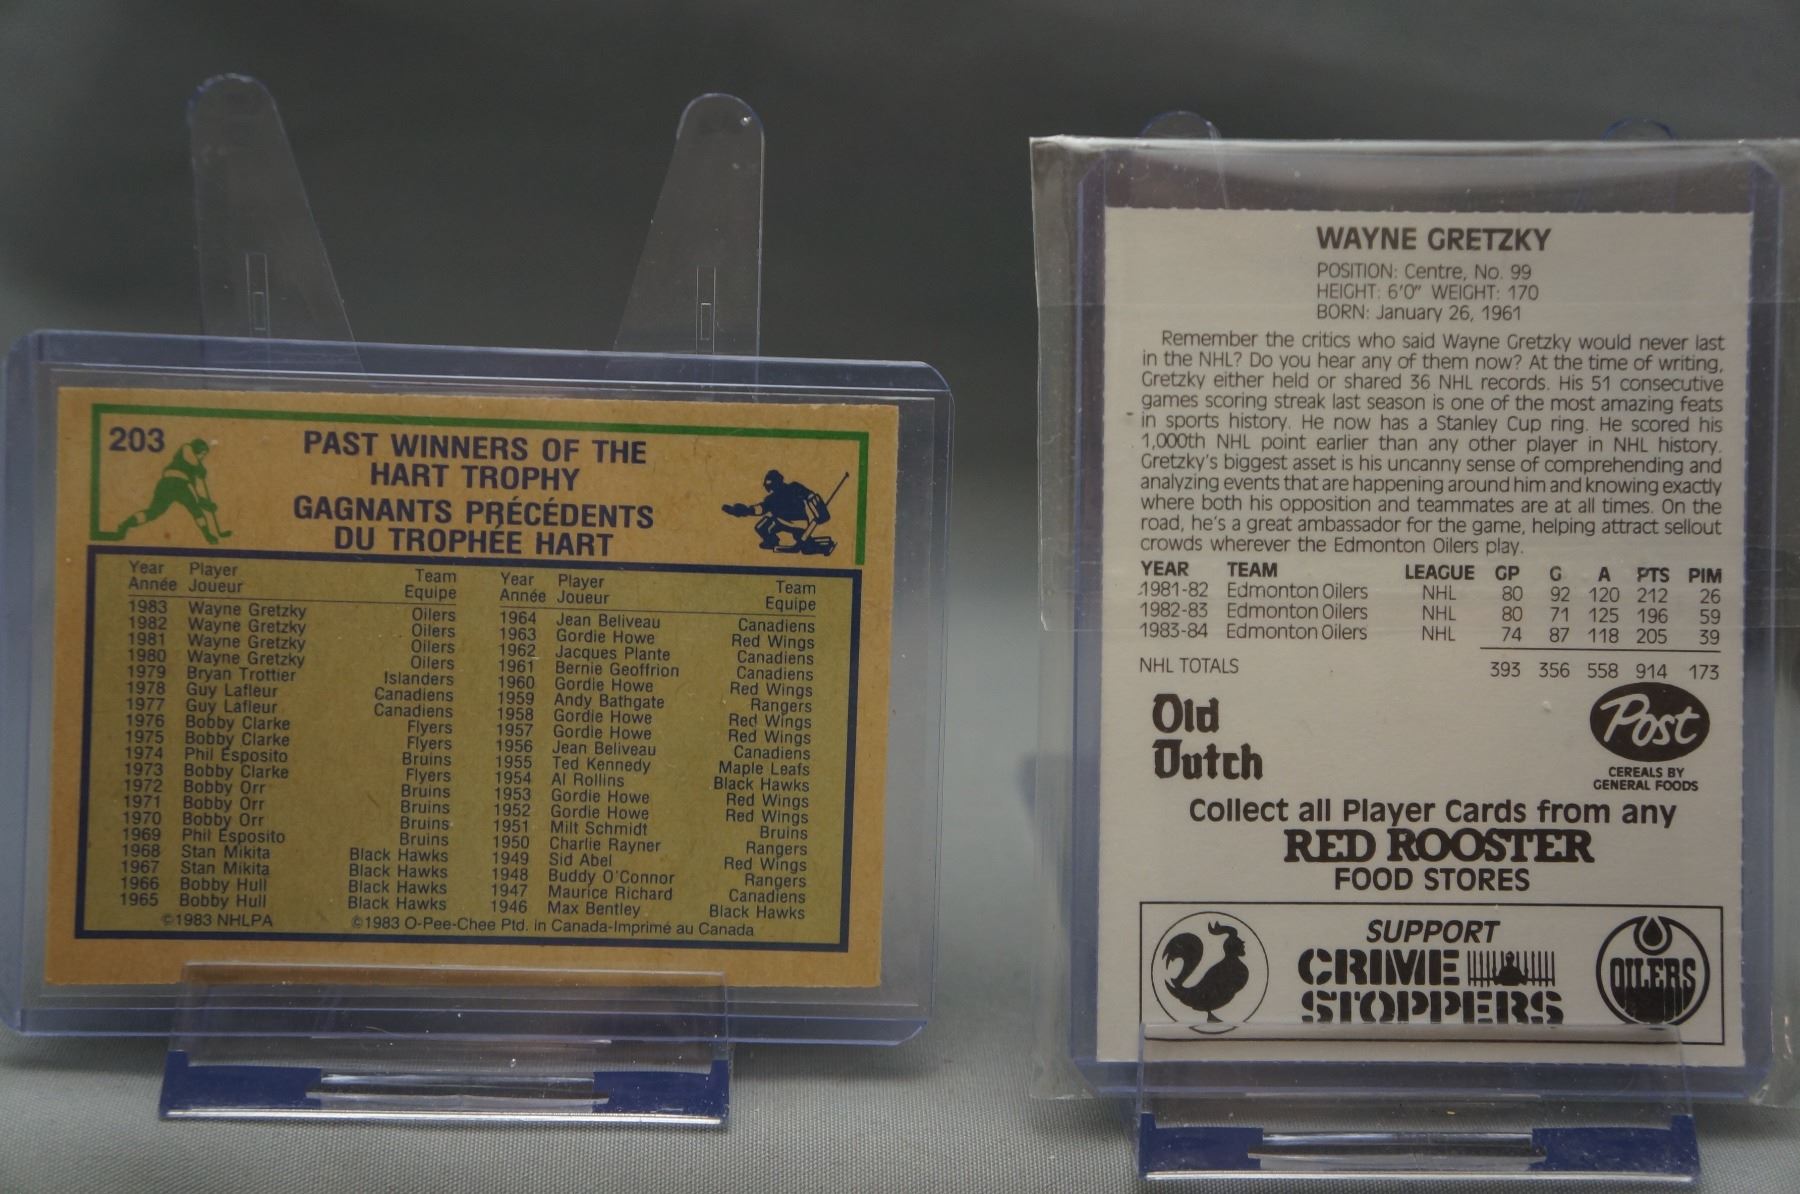 203
PAST WINNERS OF THE
HART TROPHY
GAGNANTS PRÉCÉDENTS
DU TROPHÉE HART
Year Player Team
Année Joueur Equipe
1983 Wayne Gretzky Oilers
1982 Wayne Gretzky Oilers
1981 Wayne Gretzky Oilers
1980 Wayne Gretzky Oilers
1979 Bryan Trottier Islanders
1978 Guy Lafleur Canadiens
1977 Guy Lafleur Canadiens
1976 Bobby Clarke Flyers
1975 Bobby Clarke Flyers
1974 Phil Esposito Bruins
1973 Bobby Clarke Flyers
1972 Bobby Orr Bruins
1971 Bobby Orr Bruins
1970 Bobby Orr Bruins
1969 Phil Esposito Bruins
1968 Stan Mikita Black Hawks
1967 Stan Mikita Black Hawks
1966 Bobby Hull Black Hawks
1965 Bobby Hull Black Hawks
Year Player Team
Année Joueur Equipe
1964 Jean Beliveau Canadiens
1963 Gordie Howe Red Wings
1962 Jacques Plante Canadiens
1961 Bernie Geoffrion Canadiens
1960 Gordie Howe Red Wings
1959 Andy Bathgate Rangers
1958 Gordie Howe Red Wings
1957 Gordie Howe Red Wings
1956 Jean Beliveau Canadiens
1955 Ted Kennedy Maple Leafs
1954 Al Rollins Black Hawks
1953 Gordie Howe Red Wings
1952 Gordie Howe Red Wings
1951 Milt Schmidt Bruins
1950 Charlie Rayner Rangers
1949 Sid Abel Red Wings
1948 Buddy O'Connor Rangers
1947 Maurice Richard Canadiens
1946 Max Bentley Black Hawks
©1983 NHLPA ©1983 O-Pee-Chee Ptd. in Canada-Imprimé au Canada
WAYNE GRETZKY
POSITION: Centre, No. 99
HEIGHT: 6'0" WEIGHT: 170
BORN: January 26, 1961
Remember the critics who said Wayne Gretzky would never last
in the NHL? Do you hear any of them now? At the time of writing,
Gretzky either held or shared 36 NHL records. His 51 consecutive
games scoring streak last season is one of the most amazing feats
in sports history. He now has a Stanley Cup ring. He scored his
1,000th NHL point earlier than any other player in NHL history.
Gretzky's biggest asset is his uncanny sense of comprehending and
analyzing events that are happening around him and knowing exactly
where both his opposition and teammates are at all times. On the
road, he's a great ambassador for the game, helping attract sellout
crowds wherever the Edmonton Oilers play.
YEAR TEAM LEAGUE GP G A PTS PIM
1981-82 Edmonton Oilers NHL 80 92 120 212 26
1982-83 Edmonton Oilers NHL 80 71 125 196 59
1983-84 Edmonton Oilers NHL 74 87 118 205 39
NHL TOTALS 393 356 558 914 173
Old
Dutch
Post
CEREALS BY
GENERAL FOODS
Collect all Player Cards from any
RED ROOSTER
FOOD STORES
SUPPORT
CRIME
STOPPERS
OILERS